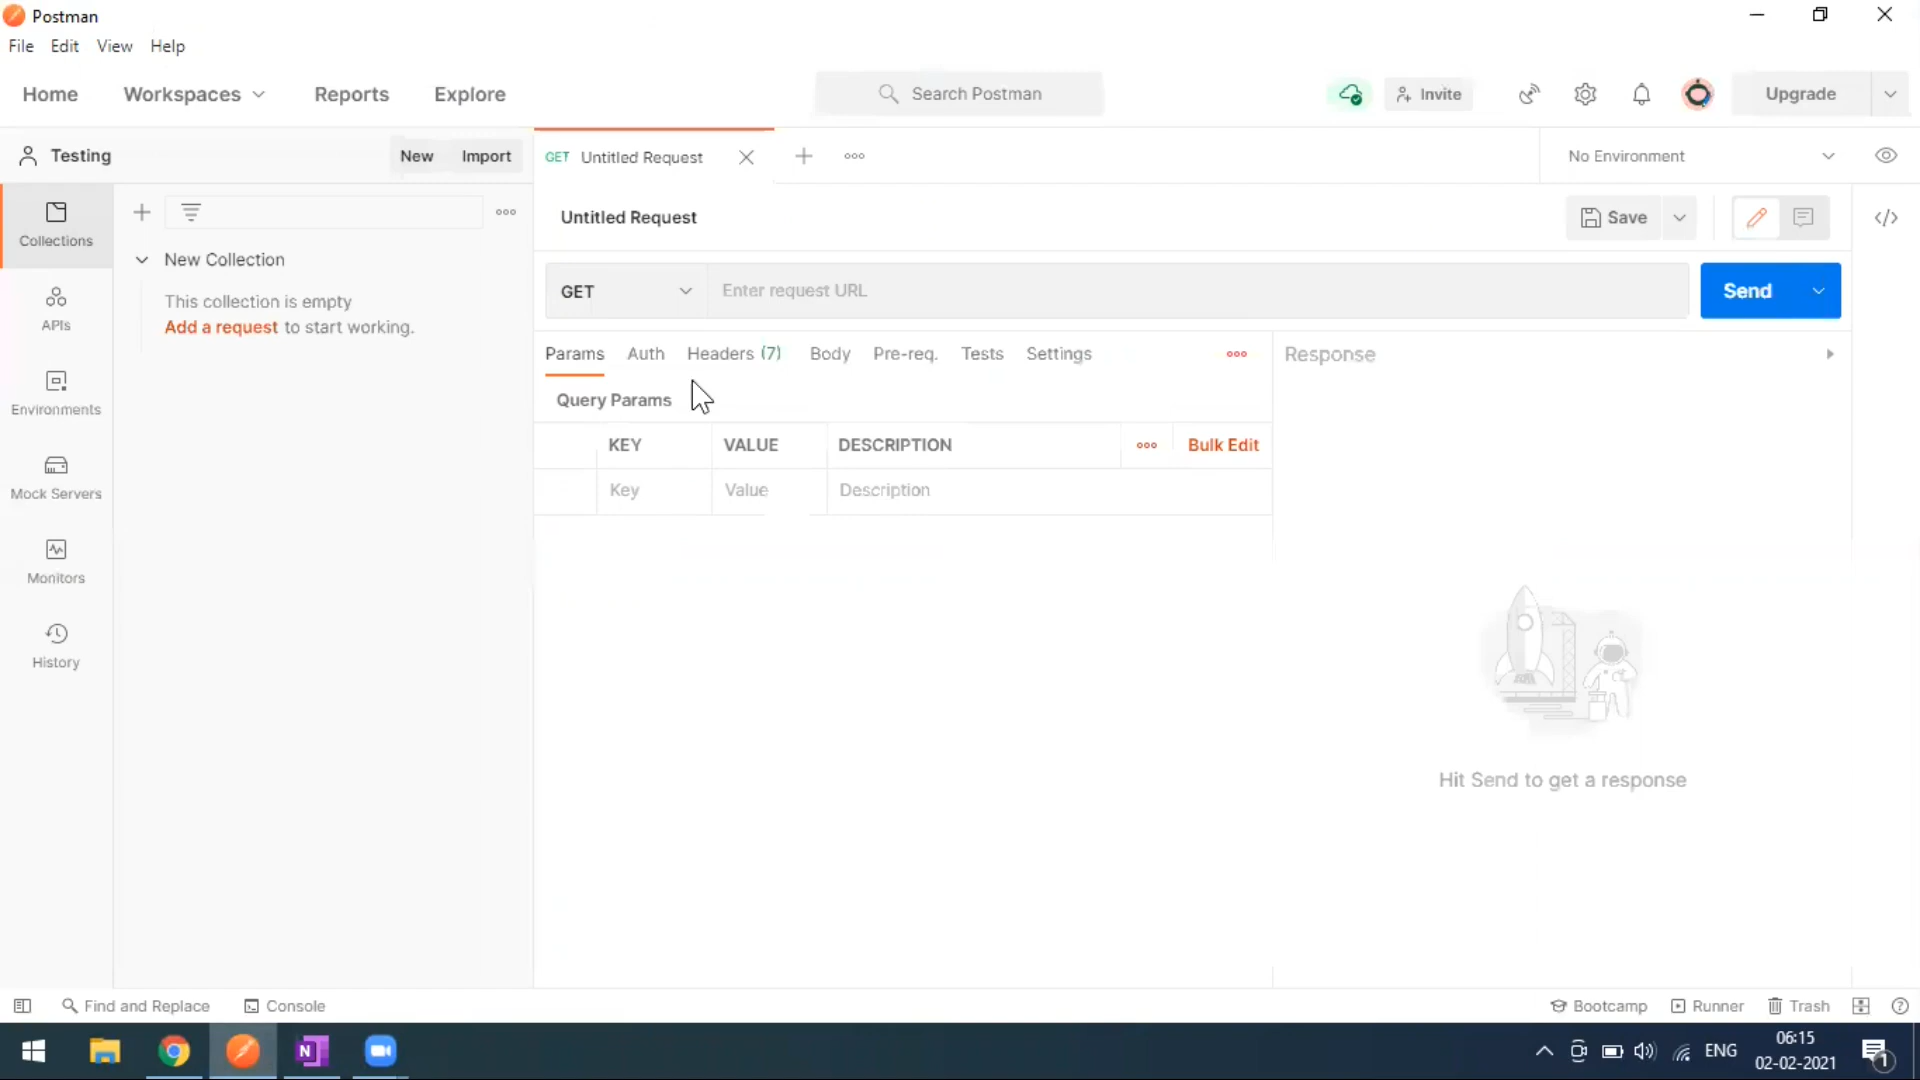 Postman
File Edit View Help
Home Workspaces Reports Explore Search Postman Invite Upgrade
Testing New Import GET Untitled Request No Environment
Untitled Request Save
Collections
New Collection
This collection is empty
Add a request to start working.
GET Enter request URL Send
APIs
Params Auth Headers (7) Body Pre-req. Tests Settings Response
Query Params
Environments
KEY VALUE DESCRIPTION Bulk Edit
Key Value Description
Mock Servers
Monitors
History
Hit Send to get a response
Find and Replace Console Bootcamp Runner Trash
N ENG 06:15
02-02-2021
1